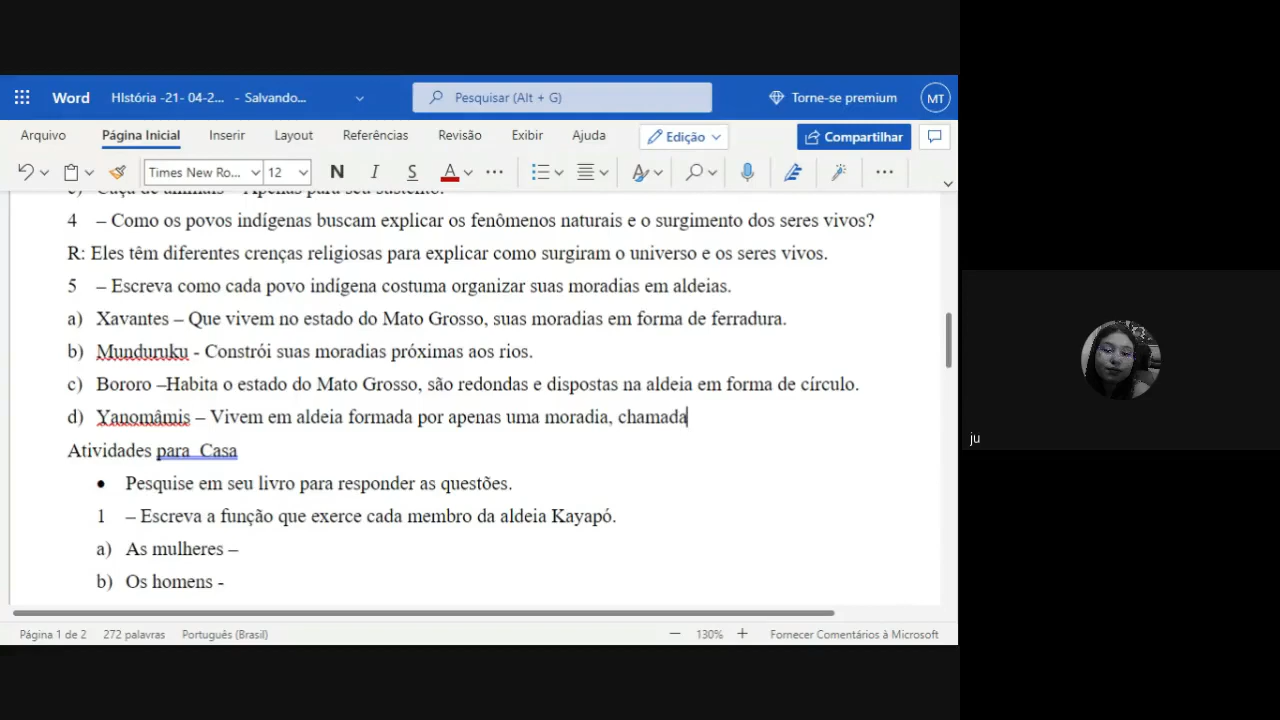 Word HIstória -21- 04-2... - Salvando... Pesquisar (Alt + G) Torne-se premium MT
Arquivo Página Inicial Inserir Layout Referências Revisão Exibir Ajuda Edição Compartilhar
Times New Ro... 12 N I S A ...
4 – Como os povos indígenas buscam explicar os fenômenos naturais e o surgimento dos seres vivos?
R: Eles têm diferentes crenças religiosas para explicar como surgiram o universo e os seres vivos.
5 – Escreva como cada povo indígena costuma organizar suas moradias em aldeias.
a) Xavantes – Que vivem no estado do Mato Grosso, suas moradias em forma de ferradura.
b) Munduruku - Constrói suas moradias próximas aos rios.
c) Bororo –Habita o estado do Mato Grosso, são redondas e dispostas na aldeia em forma de círculo.
d) Yanomâmis – Vivem em aldeia formada por apenas uma moradia, chamada
Atividades para  Casa
• Pesquise em seu livro para responder as questões.
1 – Escreva a função que exerce cada membro da aldeia Kayapó.
a) As mulheres –
b) Os homens -
Página 1 de 2 272 palavras Português (Brasil) — 130% + Fornecer Comentários à Microsoft
ju